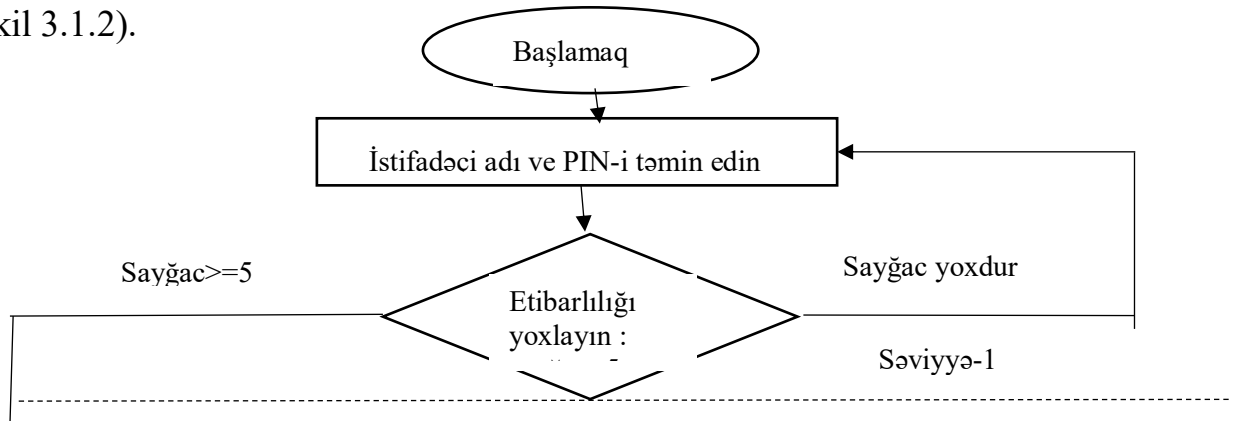 kil 3.1.2).
Başlamaq
İstifadəci adı ve PIN-i təmin edin
Sayğac>=5
Sayğac yoxdur
Etibarlılığı
yoxlayın :
Səviyyə-1